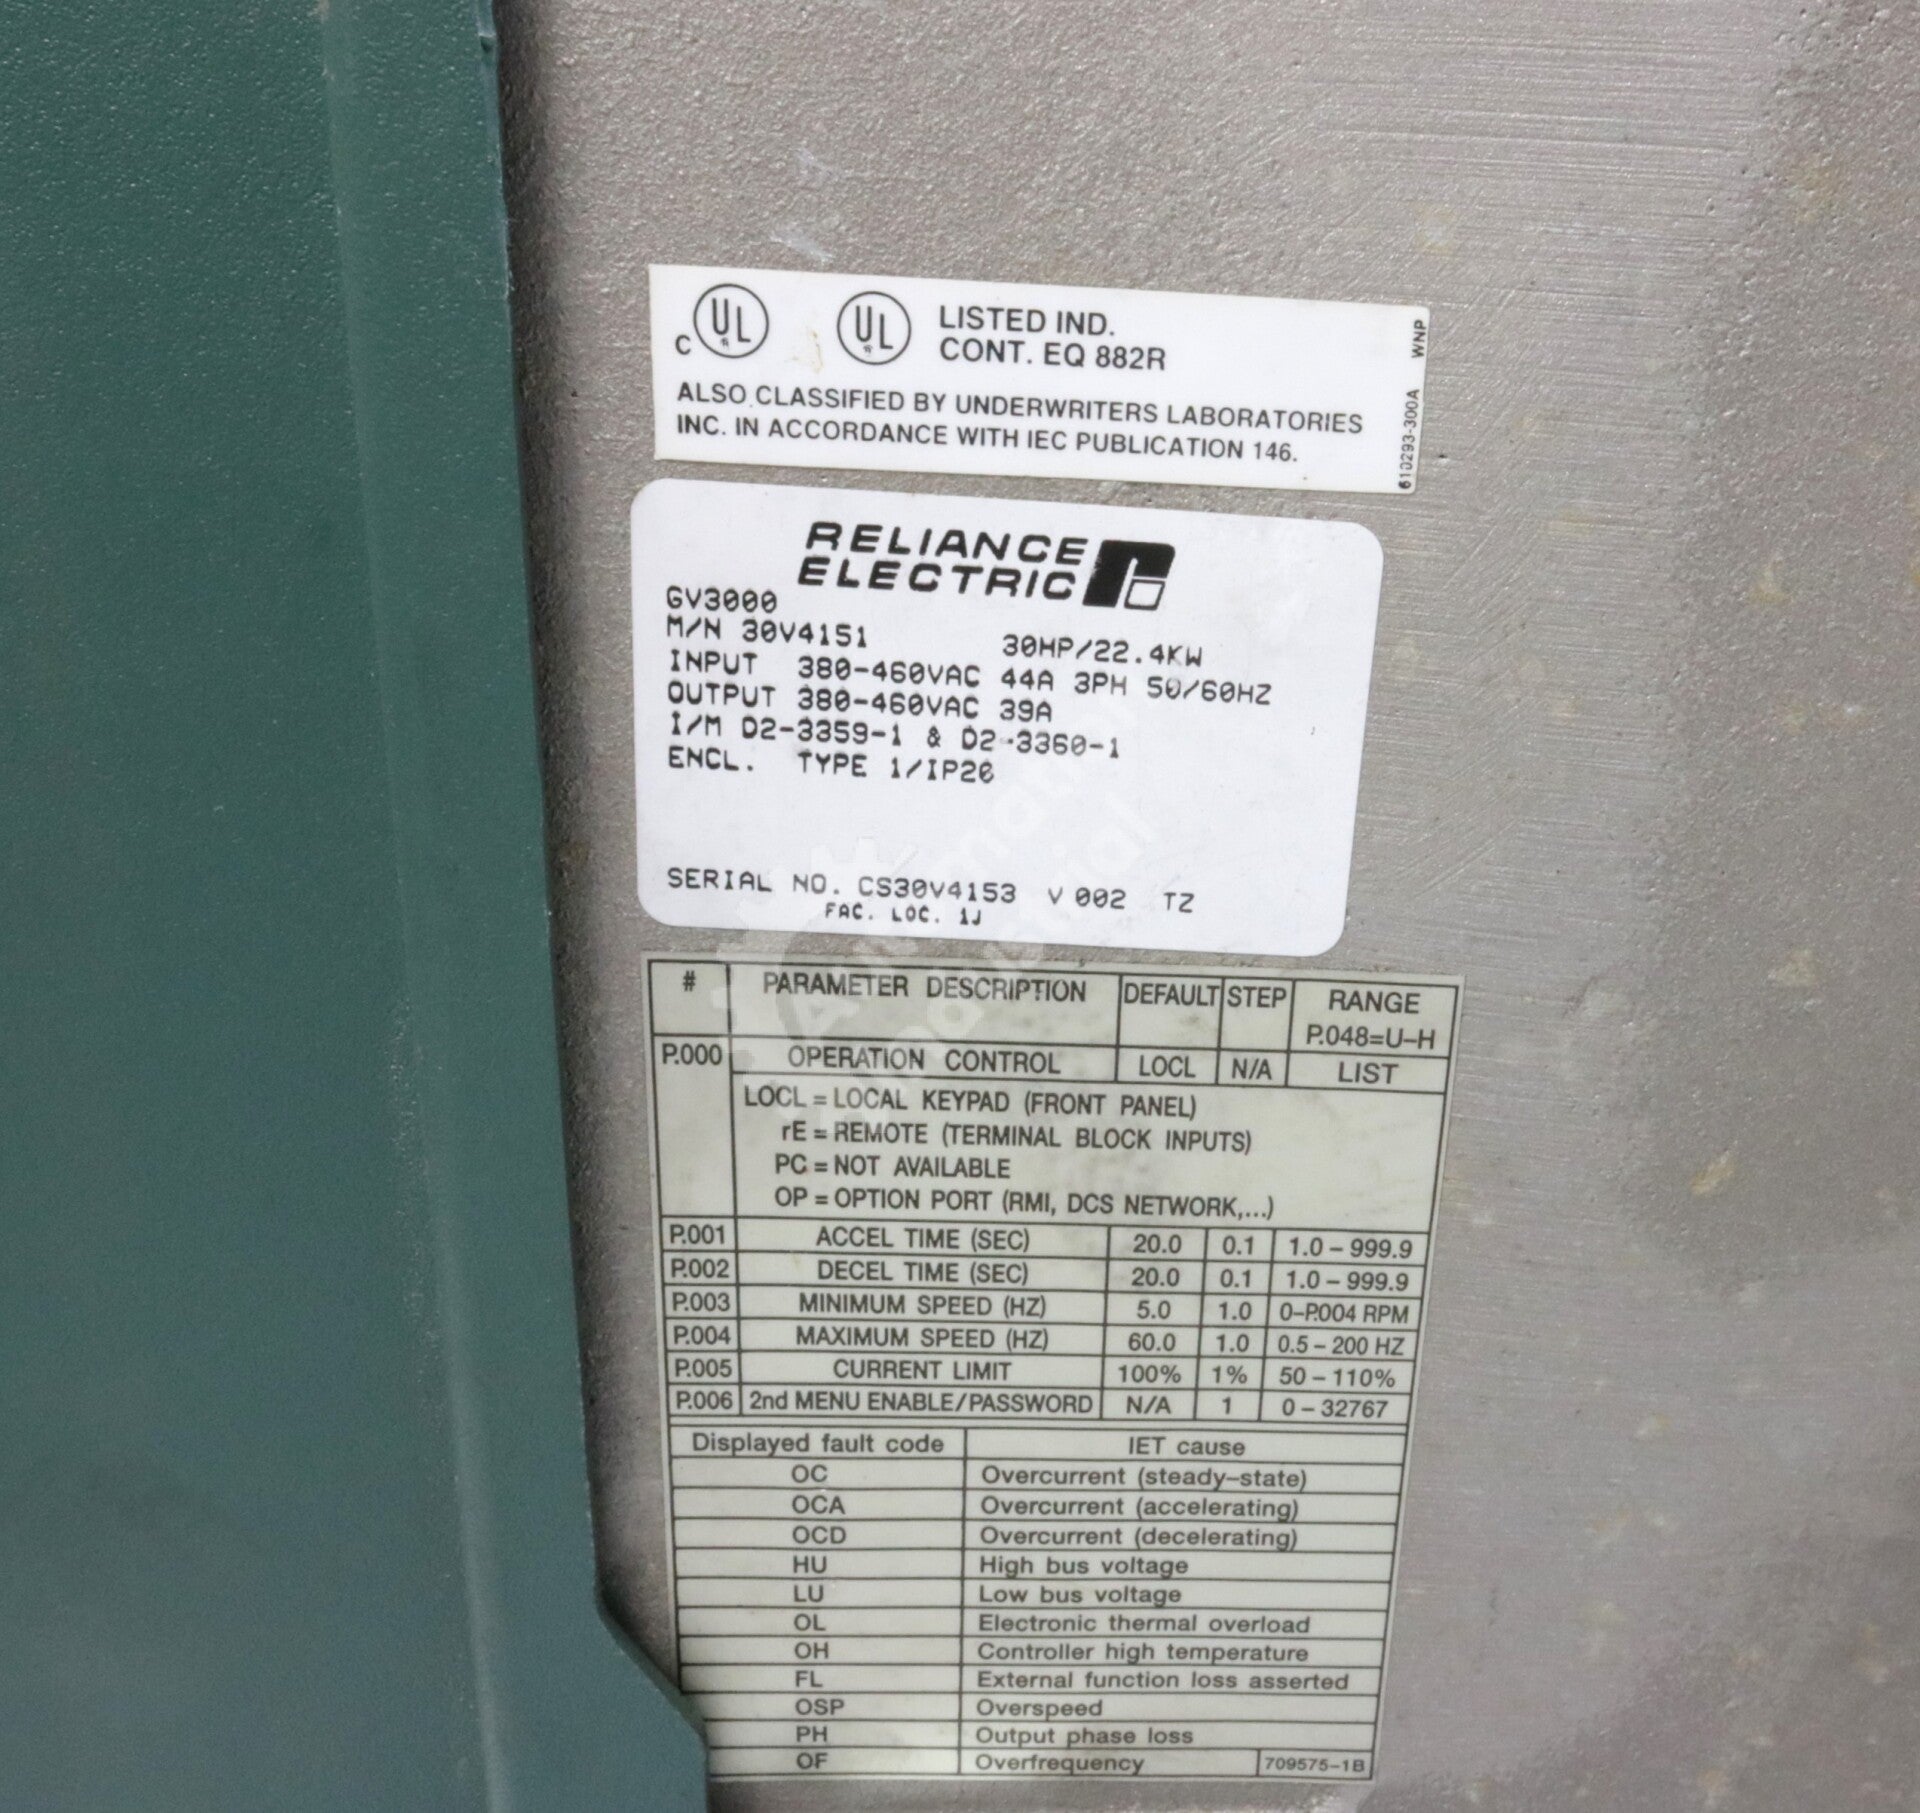 C UL UL LISTED IND.
CONT. EQ 882R
ALSO CLASSIFIED BY UNDERWRITERS LABORATORIES
INC. IN ACCORDANCE WITH IEC PUBLICATION 146.
610293-300A WNP
RELIANCE
ELECTRIC
GV3000
M/N 30V4151 30HP/22.4KW
INPUT 380-460VAC 44A 3PH 50/60HZ
OUTPUT 380-460VAC 39A
I/M D2-3359-1 & D2-3360-1
ENCL. TYPE 1/IP20
SERIAL NO. CS30V4153 V 002 TZ
FAC. LOC. 1J
Automation
Industrial
# PARAMETER DESCRIPTION DEFAULT STEP RANGE
P.048=U-H
P.000 OPERATION CONTROL LOCL N/A LIST
LOCL = LOCAL KEYPAD (FRONT PANEL)
rE = REMOTE (TERMINAL BLOCK INPUTS)
PC = NOT AVAILABLE
OP = OPTION PORT (RMI, DCS NETWORK,...)
P.001 ACCEL TIME (SEC) 20.0 0.1 1.0 - 999.9
P.002 DECEL TIME (SEC) 20.0 0.1 1.0 - 999.9
P.003 MINIMUM SPEED (HZ) 5.0 1.0 0-P.004 RPM
P.004 MAXIMUM SPEED (HZ) 60.0 1.0 0.5 - 200 HZ
P.005 CURRENT LIMIT 100% 1% 50 - 110%
P.006 2nd MENU ENABLE/PASSWORD N/A 1 0 - 32767
Displayed fault code IET cause
OC Overcurrent (steady-state)
OCA Overcurrent (accelerating)
OCD Overcurrent (decelerating)
HU High bus voltage
LU Low bus voltage
OL Electronic thermal overload
OH Controller high temperature
FL External function loss asserted
OSP Overspeed
PH Output phase loss
OF Overfrequency 709575-1B